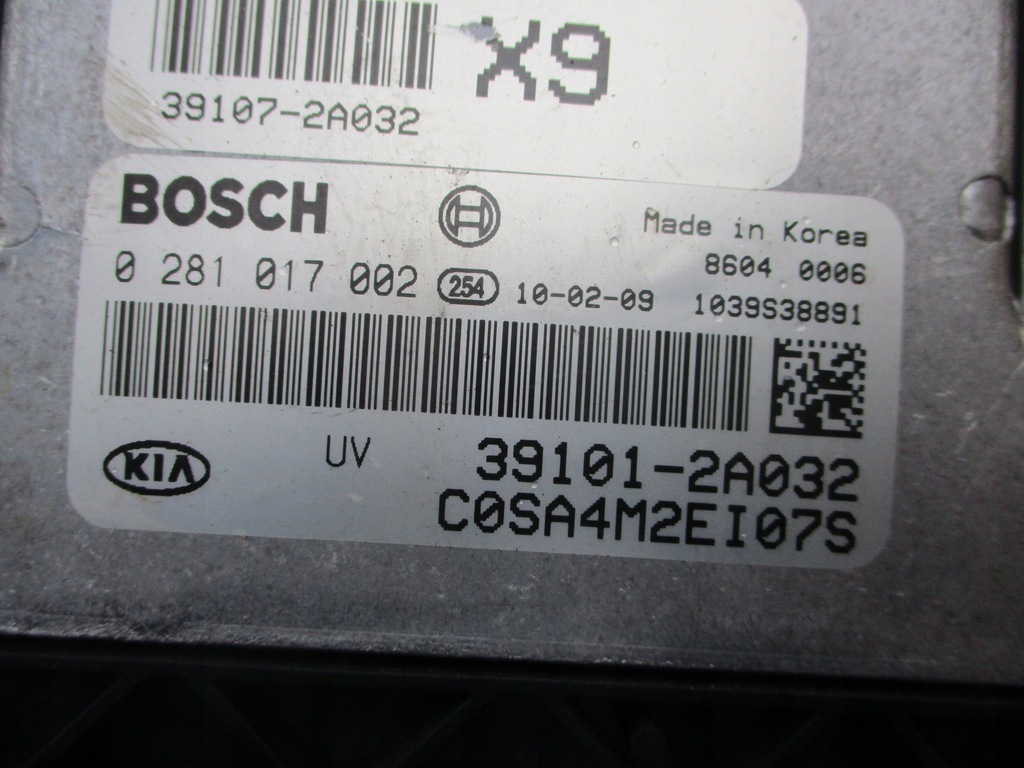 X9
39107-2A032
BOSCH
Made in Korea
8604 0006
0 281 017 002 254 10-02-09 1039S38891
KIA UV 39101-2A032
C0SA4M2EI07S